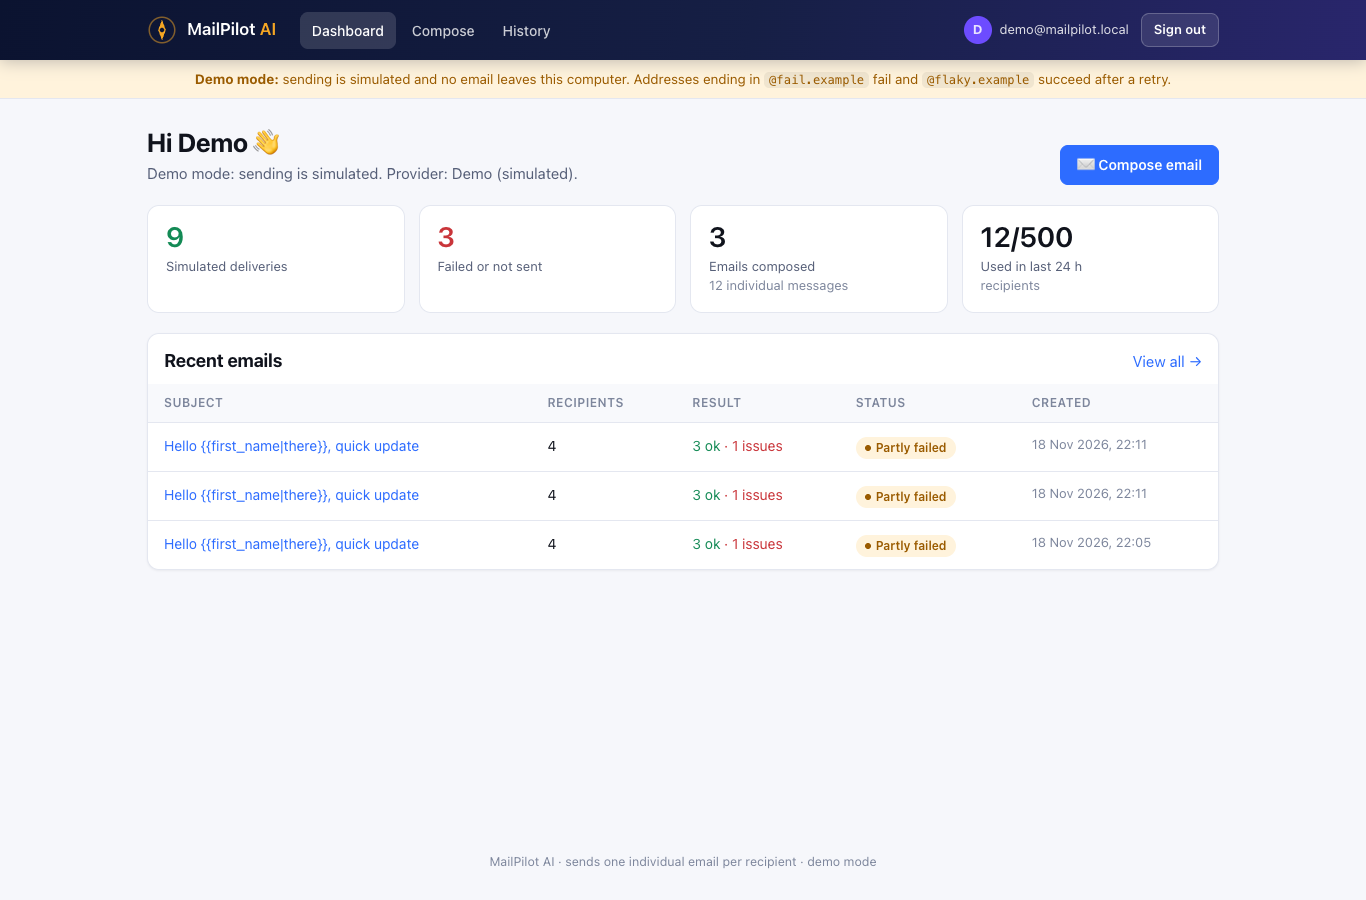 MailPilot AI
Dashboard
Compose
History
D
demo@mailpilot.local
Sign out
Demo mode: sending is simulated and no email leaves this computer. Addresses ending in @fail.example fail and @flaky.example succeed after a retry.
Hi Demo 👋
Demo mode: sending is simulated. Provider: Demo (simulated).
✉️ Compose email
9
Simulated deliveries
3
Failed or not sent
3
Emails composed
12 individual messages
12/500
Used in last 24 h
recipients
Recent emails
View all →
SUBJECT RECIPIENTS RESULT STATUS CREATED
Hello {{first_name|there}}, quick update 4 3 ok · 1 issues Partly failed 18 Nov 2026, 22:11
Hello {{first_name|there}}, quick update 4 3 ok · 1 issues Partly failed 18 Nov 2026, 22:11
Hello {{first_name|there}}, quick update 4 3 ok · 1 issues Partly failed 18 Nov 2026, 22:05
MailPilot AI · sends one individual email per recipient · demo mode